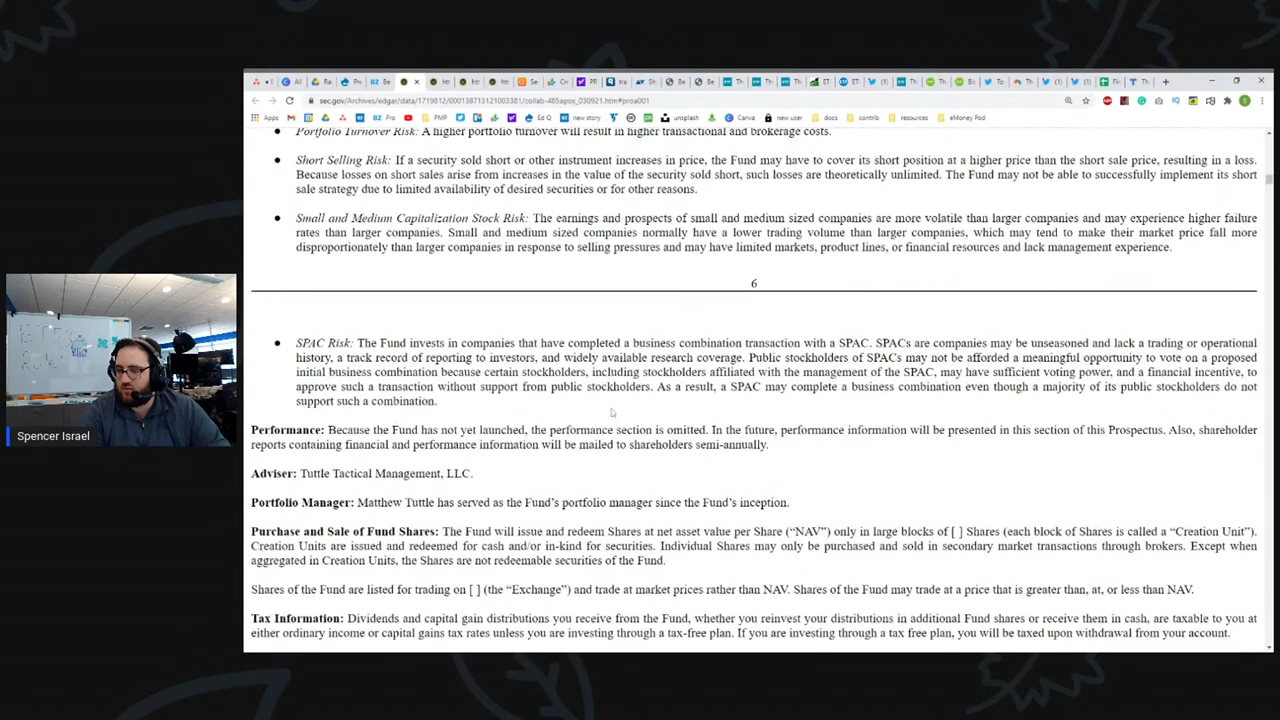 BZ
sec.gov/Archives/edgar/data/1719812/000138713121003381/collab-485apos_030921.htm#proa001
Apps PMP Ed Q new story unsplash Canva new user docs contrib resources eMoney Pod
Portfolio Turnover Risk: A higher portfolio turnover will result in higher transactional and brokerage costs.
• Short Selling Risk: If a security sold short or other instrument increases in price, the Fund may have to cover its short position at a higher price than the short sale price, resulting in a loss.
Because losses on short sales arise from increases in the value of the security sold short, such losses are theoretically unlimited. The Fund may not be able to successfully implement its short
sale strategy due to limited availability of desired securities or for other reasons.
• Small and Medium Capitalization Stock Risk: The earnings and prospects of small and medium sized companies are more volatile than larger companies and may experience higher failure
rates than larger companies. Small and medium sized companies normally have a lower trading volume than larger companies, which may tend to make their market price fall more
disproportionately than larger companies in response to selling pressures and may have limited markets, product lines, or financial resources and lack management experience.
6
• SPAC Risk: The Fund invests in companies that have completed a business combination transaction with a SPAC. SPACs are companies may be unseasoned and lack a trading or operational
history, a track record of reporting to investors, and widely available research coverage. Public stockholders of SPACs may not be afforded a meaningful opportunity to vote on a proposed
initial business combination because certain stockholders, including stockholders affiliated with the management of the SPAC, may have sufficient voting power, and a financial incentive, to
approve such a transaction without support from public stockholders. As a result, a SPAC may complete a business combination even though a majority of its public stockholders do not
support such a combination.
Performance: Because the Fund has not yet launched, the performance section is omitted. In the future, performance information will be presented in this section of this Prospectus. Also, shareholder
reports containing financial and performance information will be mailed to shareholders semi-annually.
Adviser: Tuttle Tactical Management, LLC.
Portfolio Manager: Matthew Tuttle has served as the Fund's portfolio manager since the Fund's inception.
Purchase and Sale of Fund Shares: The Fund will issue and redeem Shares at net asset value per Share (“NAV”) only in large blocks of [ ] Shares (each block of Shares is called a “Creation Unit”).
Creation Units are issued and redeemed for cash and/or in-kind for securities. Individual Shares may only be purchased and sold in secondary market transactions through brokers. Except when
aggregated in Creation Units, the Shares are not redeemable securities of the Fund.
Shares of the Fund are listed for trading on [ ] (the “Exchange”) and trade at market prices rather than NAV. Shares of the Fund may trade at a price that is greater than, at, or less than NAV.
Tax Information: Dividends and capital gain distributions you receive from the Fund, whether you reinvest your distributions in additional Fund shares or receive them in cash, are taxable to you at
either ordinary income or capital gains tax rates unless you are investing through a tax-free plan. If you are investing through a tax free plan, you will be taxed upon withdrawal from your account.
Spencer Israel